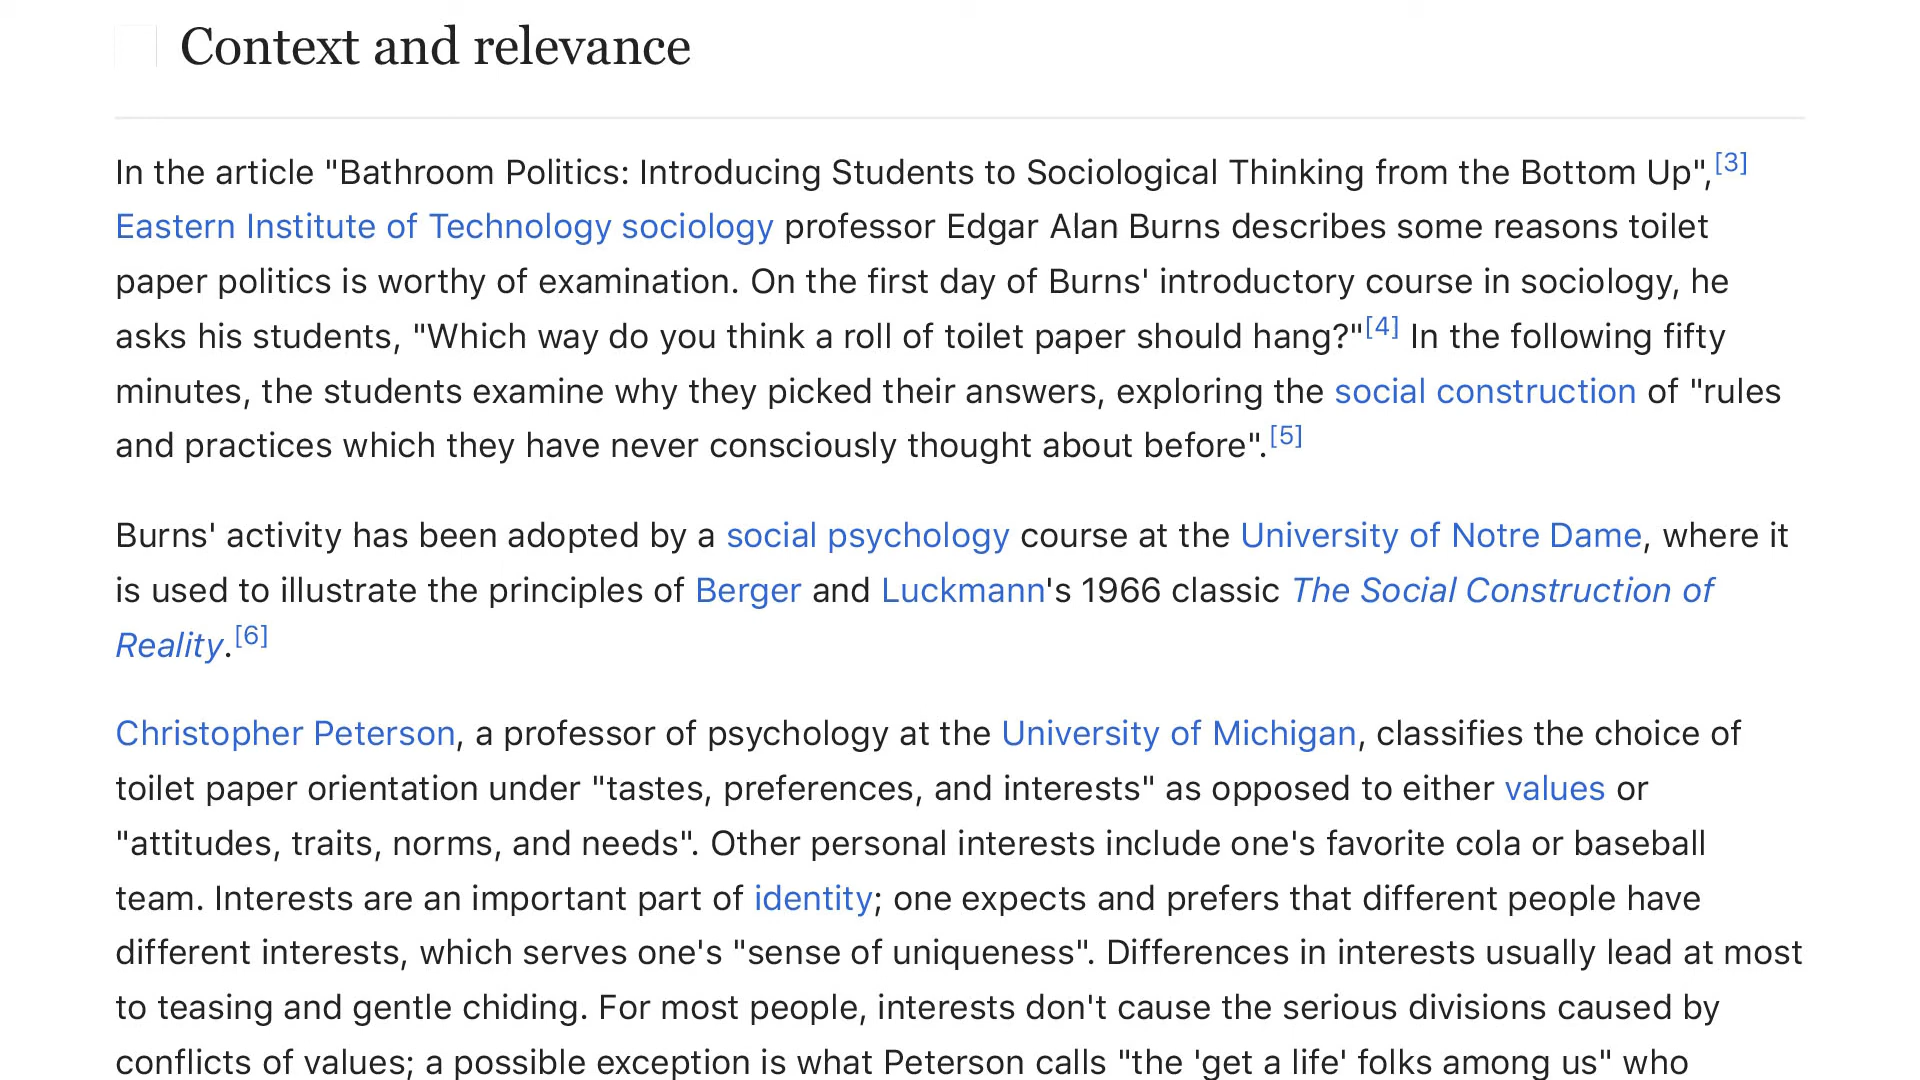 Context and relevance
In the article "Bathroom Politics: Introducing Students to Sociological Thinking from the Bottom Up",[3]
Eastern Institute of Technology sociology professor Edgar Alan Burns describes some reasons toilet
paper politics is worthy of examination. On the first day of Burns' introductory course in sociology, he
asks his students, "Which way do you think a roll of toilet paper should hang?"[4] In the following fifty
minutes, the students examine why they picked their answers, exploring the social construction of "rules
and practices which they have never consciously thought about before".[5]
Burns' activity has been adopted by a social psychology course at the University of Notre Dame, where it
is used to illustrate the principles of Berger and Luckmann's 1966 classic The Social Construction of
Reality.[6]
Christopher Peterson, a professor of psychology at the University of Michigan, classifies the choice of
toilet paper orientation under "tastes, preferences, and interests" as opposed to either values or
"attitudes, traits, norms, and needs". Other personal interests include one's favorite cola or baseball
team. Interests are an important part of identity; one expects and prefers that different people have
different interests, which serves one's "sense of uniqueness". Differences in interests usually lead at most
to teasing and gentle chiding. For most people, interests don't cause the serious divisions caused by
conflicts of values; a possible exception is what Peterson calls "the 'get a life' folks among us" who